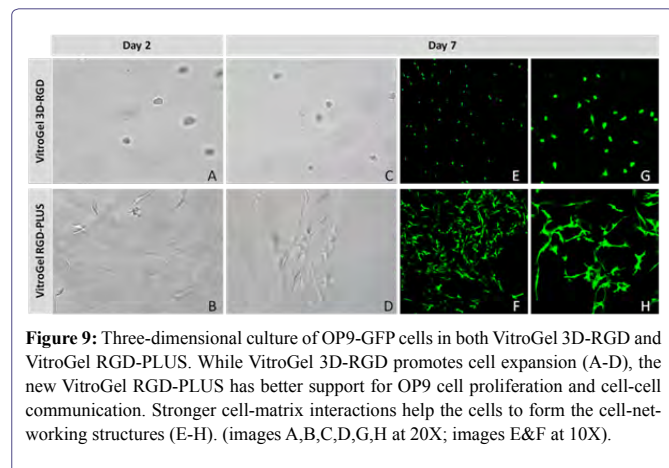 Day 2
Day 7
VitroGel 3D-RGD
A
C
E
G
VitroGel RGD-PLUS
B
D
F
H
Figure 9: Three-dimensional culture of OP9-GFP cells in both VitroGel 3D-RGD and
VitroGel RGD-PLUS. While VitroGel 3D-RGD promotes cell expansion (A-D), the
new VitroGel RGD-PLUS has better support for OP9 cell proliferation and cell-cell
communication. Stronger cell-matrix interactions help the cells to form the cell-net-
working structures (E-H). (images A,B,C,D,G,H at 20X; images E&F at 10X).